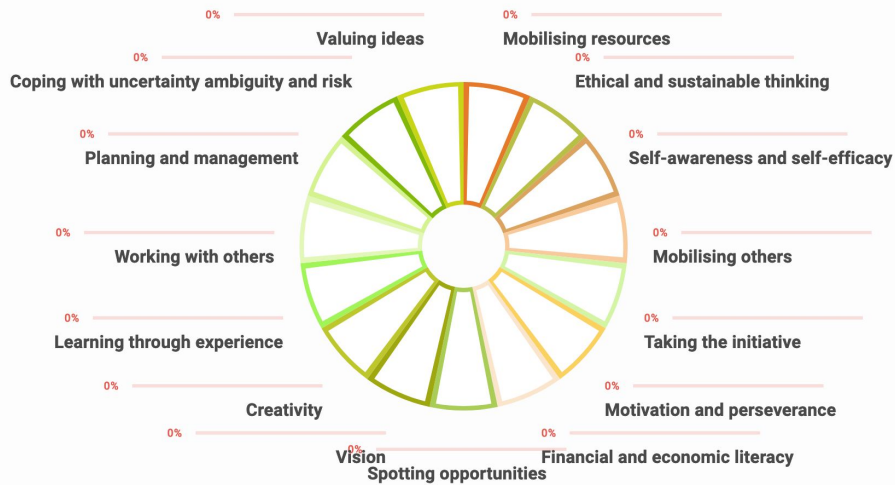 0%
Valuing ideas
0%
Mobilising resources
0%
Coping with uncertainty ambiguity and risk
0%
Ethical and sustainable thinking
0%
Planning and management
0%
Self-awareness and self-efficacy
0%
Working with others
0%
Mobilising others
0%
Learning through experience
0%
Taking the initiative
0%
Creativity
0%
Motivation and perseverance
0%
Vision
0%
Financial and economic literacy
0%
Spotting opportunities